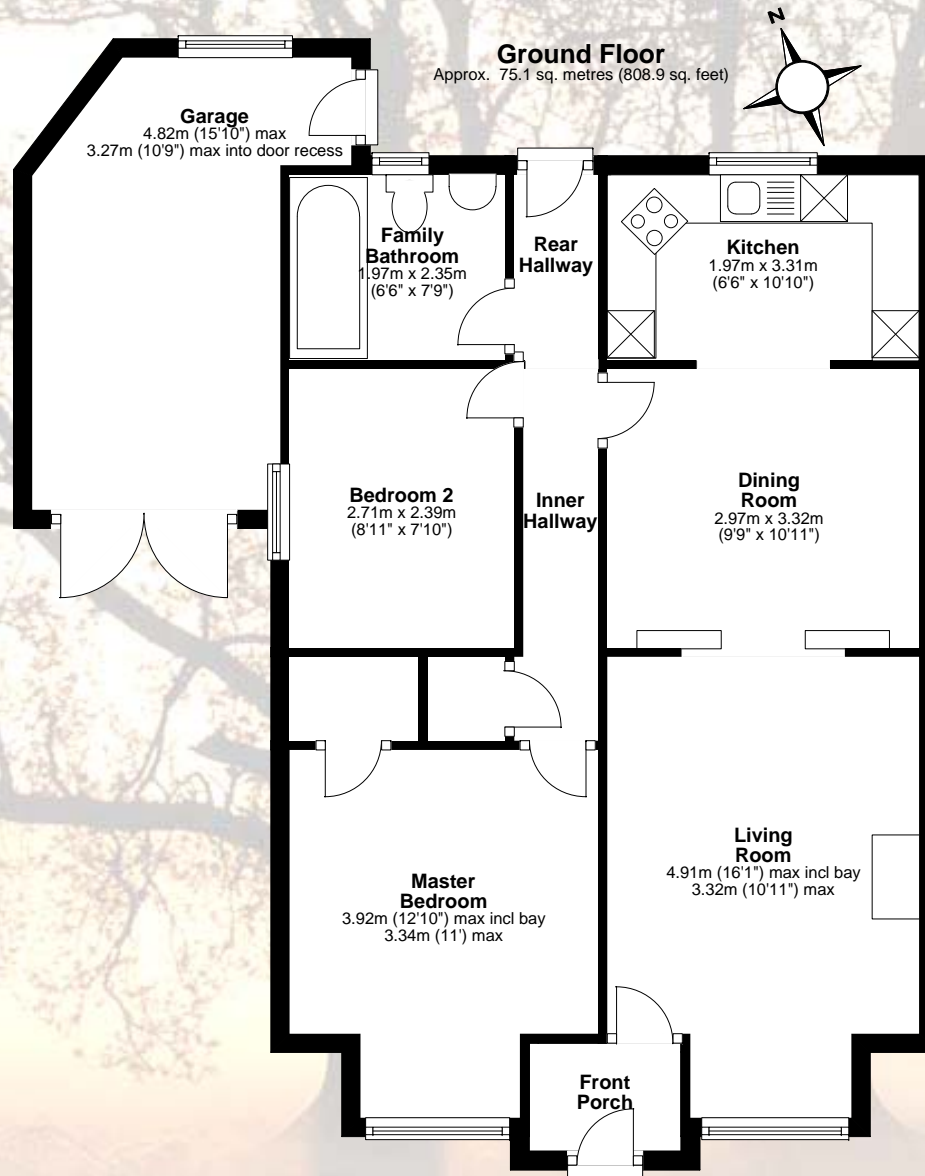 Ground Floor
Approx. 75.1 sq. metres (808.9 sq. feet)
N
Garage
4.82m (15'10") max
3.27m (10'9") max into door recess
Family
Bathroom
1.97m x 2.35m
(6'6" x 7'9")
Rear
Hallway
Kitchen
1.97m x 3.31m
(6'6" x 10'10")
Bedroom 2
2.71m x 2.39m
(8'11" x 7'10")
Inner
Hallway
Dining
Room
2.97m x 3.32m
(9'9" x 10'11")
Master
Bedroom
3.92m (12'10") max incl bay
3.34m (11') max
Living
Room
4.91m (16'1") max incl bay
3.32m (10'11") max
Front
Porch